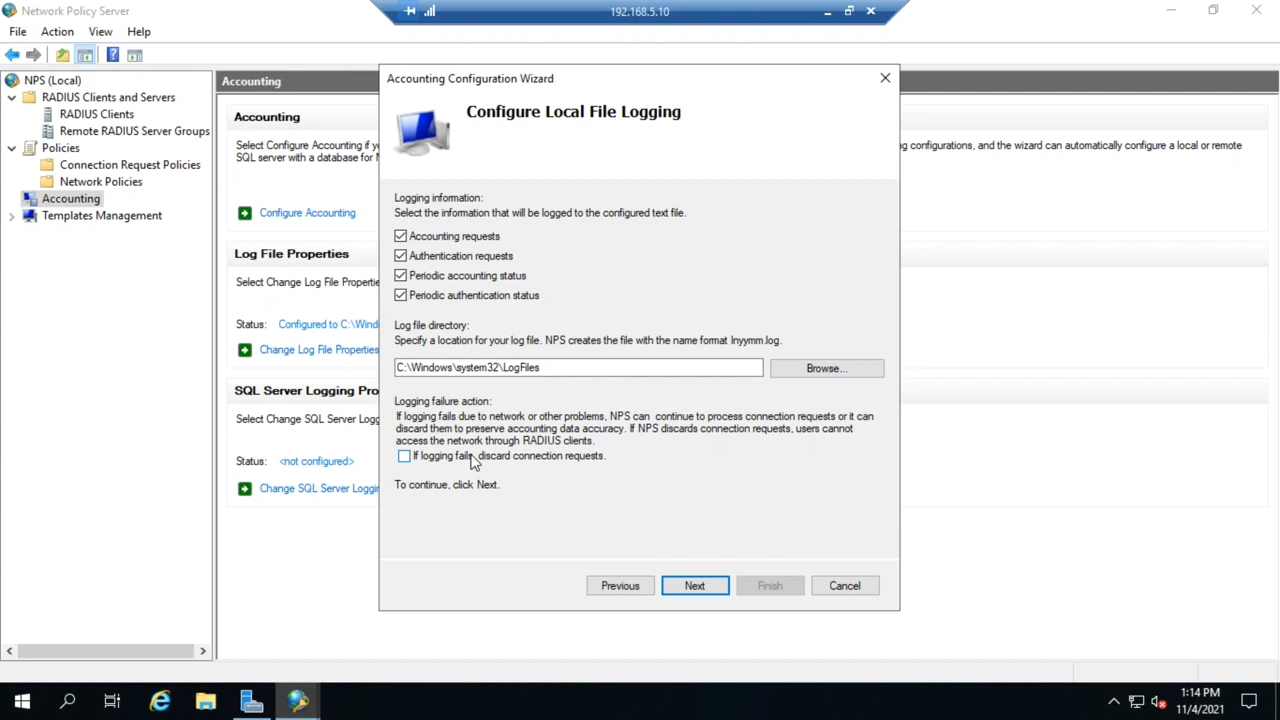 Network Policy Server
192.168.5.10
File Action View Help
NPS (Local)
RADIUS Clients and Servers
RADIUS Clients
Remote RADIUS Server Groups
Policies
Connection Request Policies
Network Policies
Accounting
Templates Management
Accounting
Accounting
Select Configure Accounting if
SQL server with a database for
ng configurations, and the wizard can automatically configure a local or remote
Configure Accounting
Log File Properties
Select Change Log File
Status: Configured to
Change Log File Properties
SQL Server Logging
Select Change SQL Server
Status: <not configured>
Change SQL Server
Accounting Configuration Wizard
Configure Local File Logging
Logging information:
Select the information that will be logged to the configured text file.
Accounting requests
Authentication requests
Periodic accounting status
Periodic authentication status
Log file directory:
Specify a location for your log file. NPS creates the file with the name format Inyymm.log.
C:\Windows\system32\LogFiles
Browse...
Logging failure action:
If logging fails due to network or other problems, NPS can continue to process connection requests or it can
discard them to preserve accounting data accuracy. If NPS discards connection requests, users cannot
access the network through RADIUS clients.
If logging fails, discard connection requests.
To continue, click Next.
Previous Next Finish Cancel
1:14 PM
11/4/2021